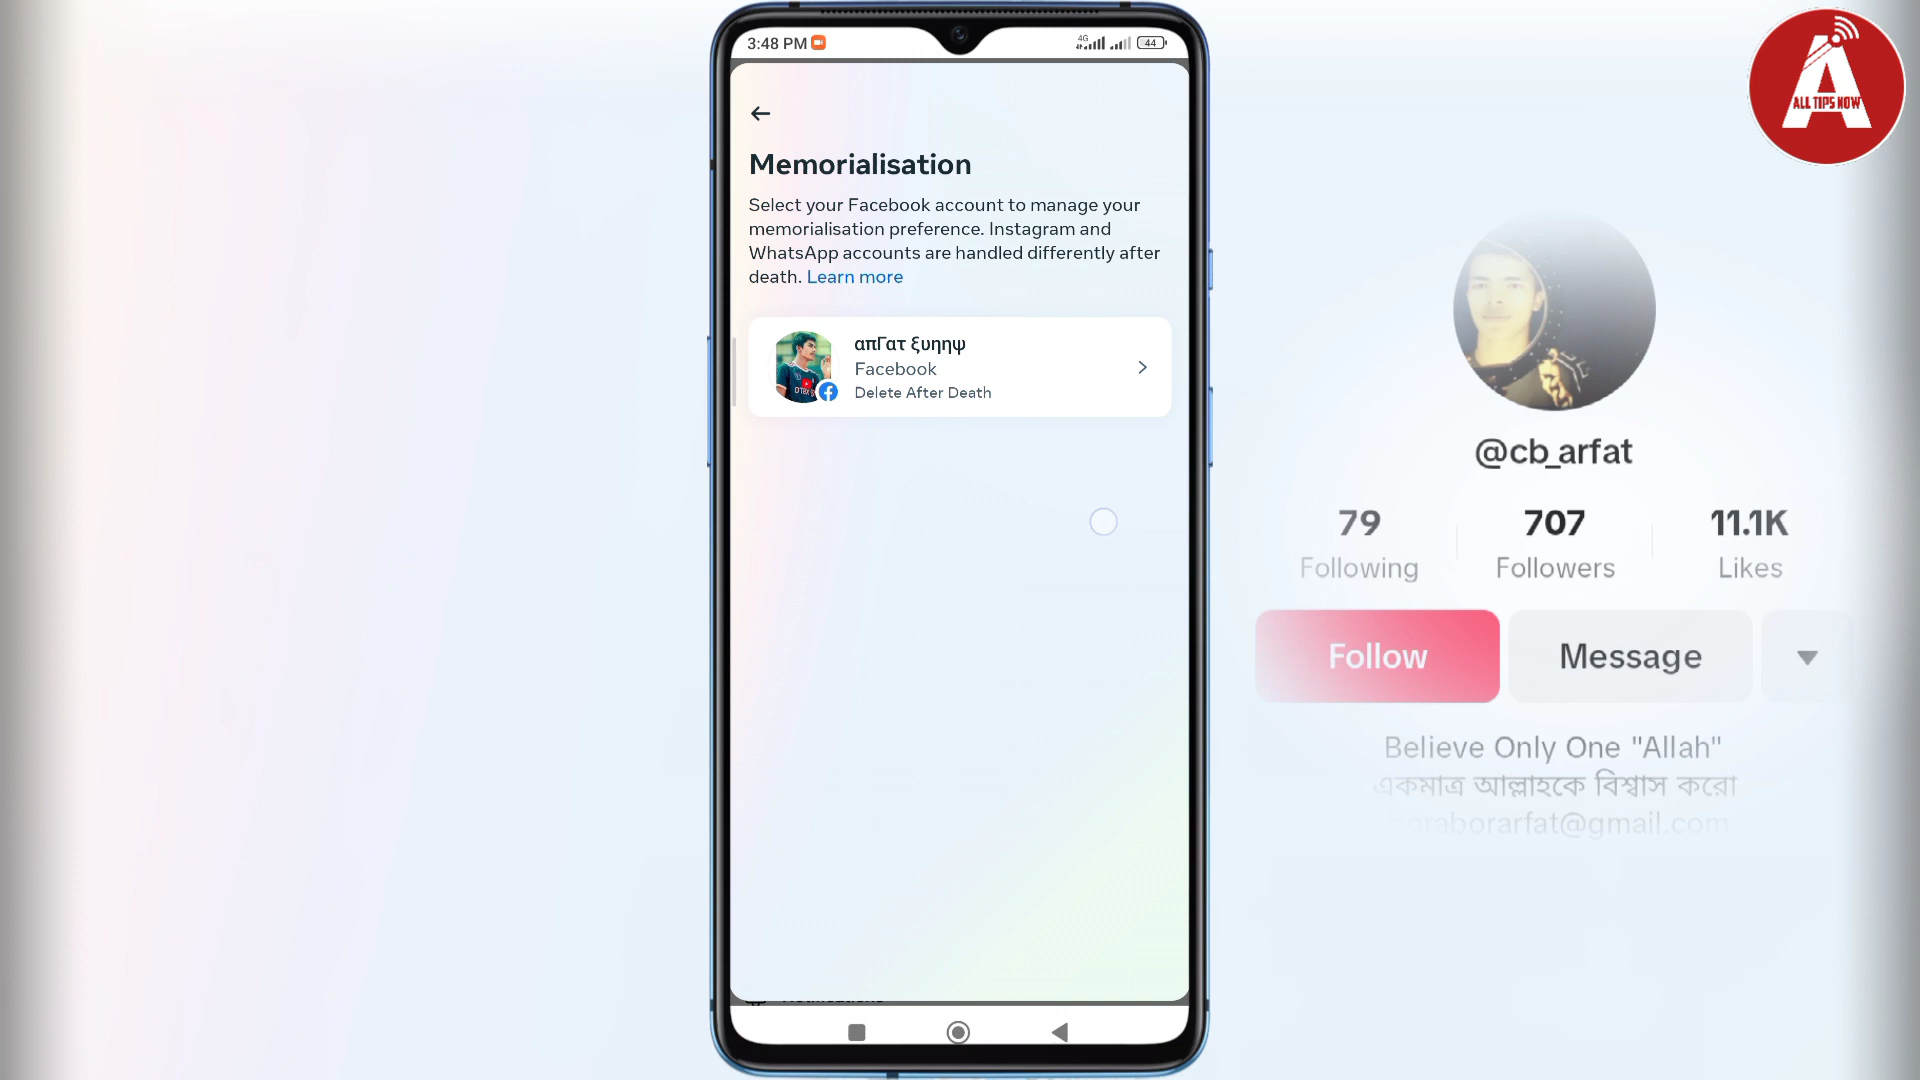 3:48 PM
4G
44
Memorialisation
Select your Facebook account to manage your
memorialisation preference. Instagram and
WhatsApp accounts are handled differently after
death. Learn more
απΓατ ξυηηψ
Facebook
Delete After Death
ALL TIPS NOW
@cb_arfat
79
Following
707
Followers
11.1K
Likes
Follow
Message
Believe Only One "Allah"
একমাত্র আল্লাহকে বিশ্বাস করো